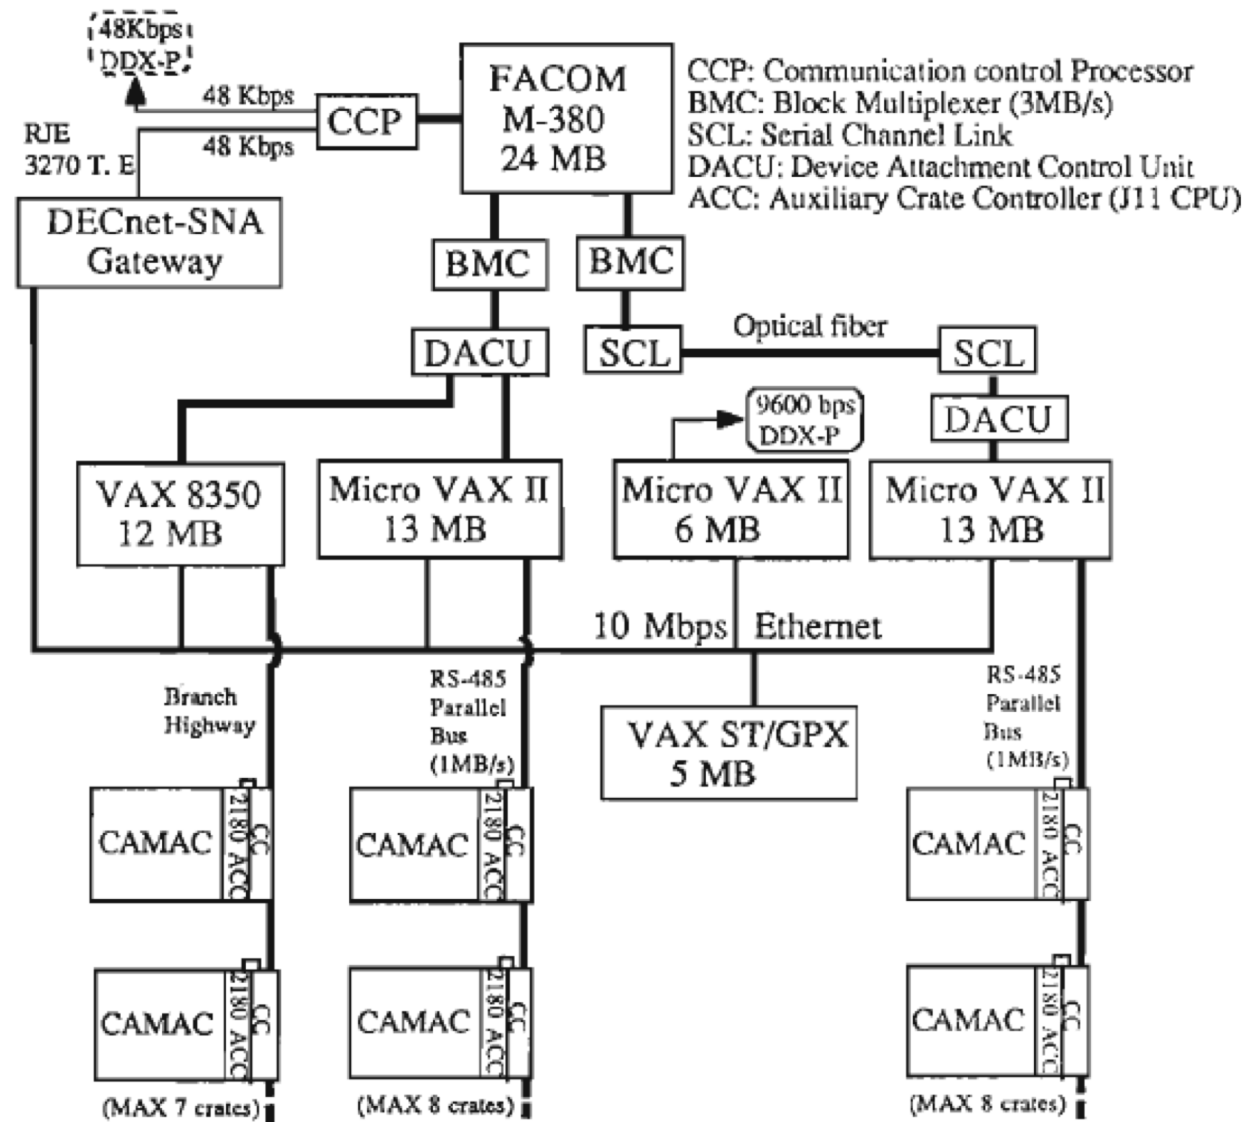 48Kbps
DDX-P
48 Kbps
48 Kbps
RJE
3270 T. E
CCP
FACOM
M-380
24 MB
CCP: Communication control Processor
BMC: Block Multiplexer (3MB/s)
SCL: Serial Channel Link
DACU: Device Attachment Control Unit
ACC: Auxiliary Crate Controller (J11 CPU)
DECnet-SNA
Gateway
BMC
BMC
DACU
SCL
Optical fiber
SCL
9600 bps
DDX-P
DACU
VAX 8350
12 MB
Micro VAX II
13 MB
Micro VAX II
6 MB
Micro VAX II
13 MB
10 Mbps Ethernet
Branch
Highway
RS-485
Parallel
Bus
(1MB/s)
VAX ST/GPX
5 MB
RS-485
Parallel
Bus
(1MB/s)
CAMAC
2180 ACC
CC
CAMAC
2180 ACC
CC
CAMAC
2180 ACC
CC
CAMAC
2180 ACC
CC
CAMAC
2180 ACC
CC
CAMAC
2180 ACC
CC
(MAX 7 crates)
(MAX 8 crates)
(MAX 8 crates)